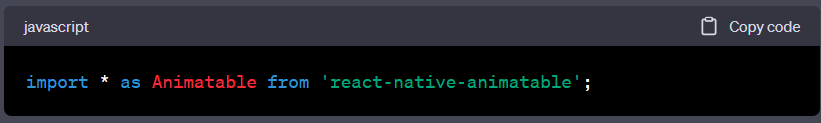 javascript
Copy code
import * as Animatable from 'react-native-animatable';